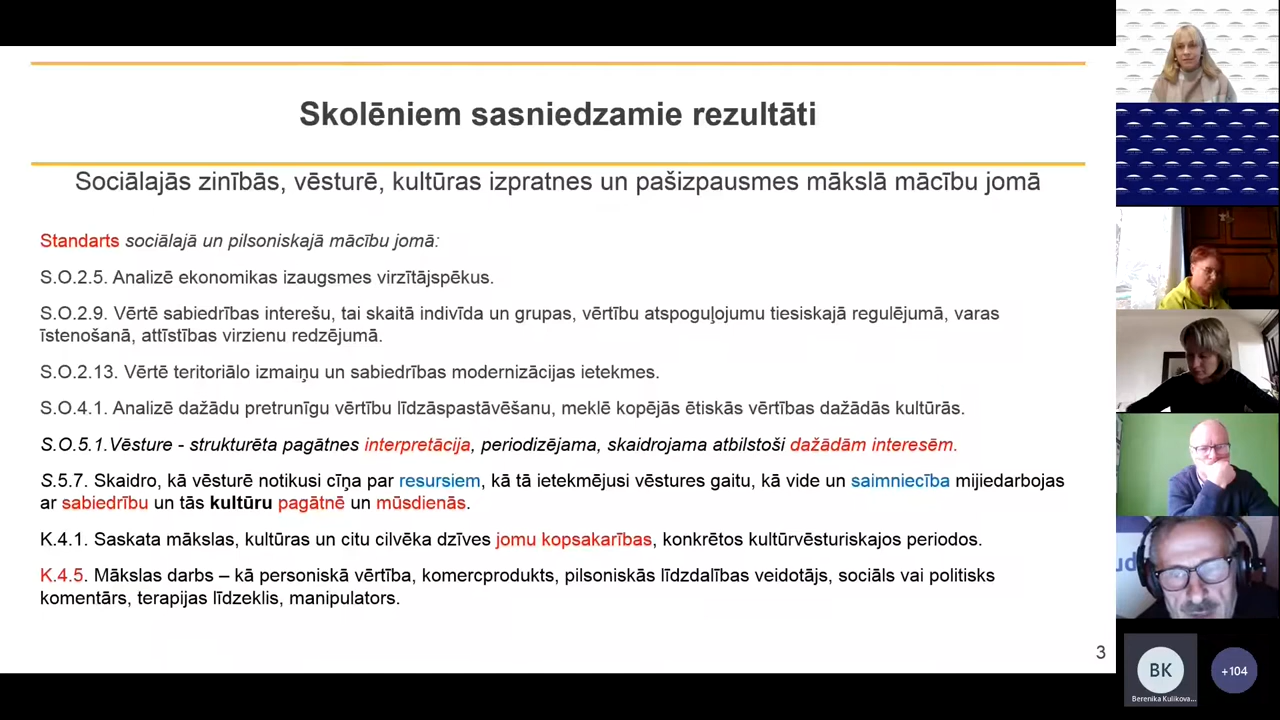 Skolēniem sasniedzamie rezultāti
Sociālajās zinībās, vēsturē, kultūras izpratnes un pašizpausmes mākslā mācību jomā
Standarts sociālajā un pilsoniskajā mācību jomā:
S.O.2.5. Analizē ekonomikas izaugsmes virzītājspēkus.
S.O.2.9. Vērtē sabiedrības interešu, tai skaitā indivīda un grupas, vērtību atspoguļojumu tiesiskajā regulējumā, varas
īstenošanā, attīstības virzienu redzējumā.
S.O.2.13. Vērtē teritoriālo izmaiņu un sabiedrības modernizācijas ietekmes.
S.O.4.1. Analizē dažādu pretrunīgu vērtību līdzāspastāvēšanu, meklē kopējās ētiskās vērtības dažādās kultūrās.
S.O.5.1.Vēsture - strukturēta pagātnes interpretācija, periodizējama, skaidrojama atbilstoši dažādām interesēm.
S.5.7. Skaidro, kā vēsturē notikusi cīņa par resursiem, kā tā ietekmējusi vēstures gaitu, kā vide un saimniecība mijiedarbojas
ar sabiedrību un tās kultūru pagātnē un mūsdienās.
K.4.1. Saskata mākslas, kultūras un citu cilvēka dzīves jomu kopsakarības, konkrētos kultūrvēsturiskajos periodos.
K.4.5. Mākslas darbs – kā personiskā vērtība, komercprodukts, pilsoniskās līdzdalības veidotājs, sociāls vai politisks
komentārs, terapijas līdzeklis, manipulators.
3
BK
+104
Berenika Kulikova...